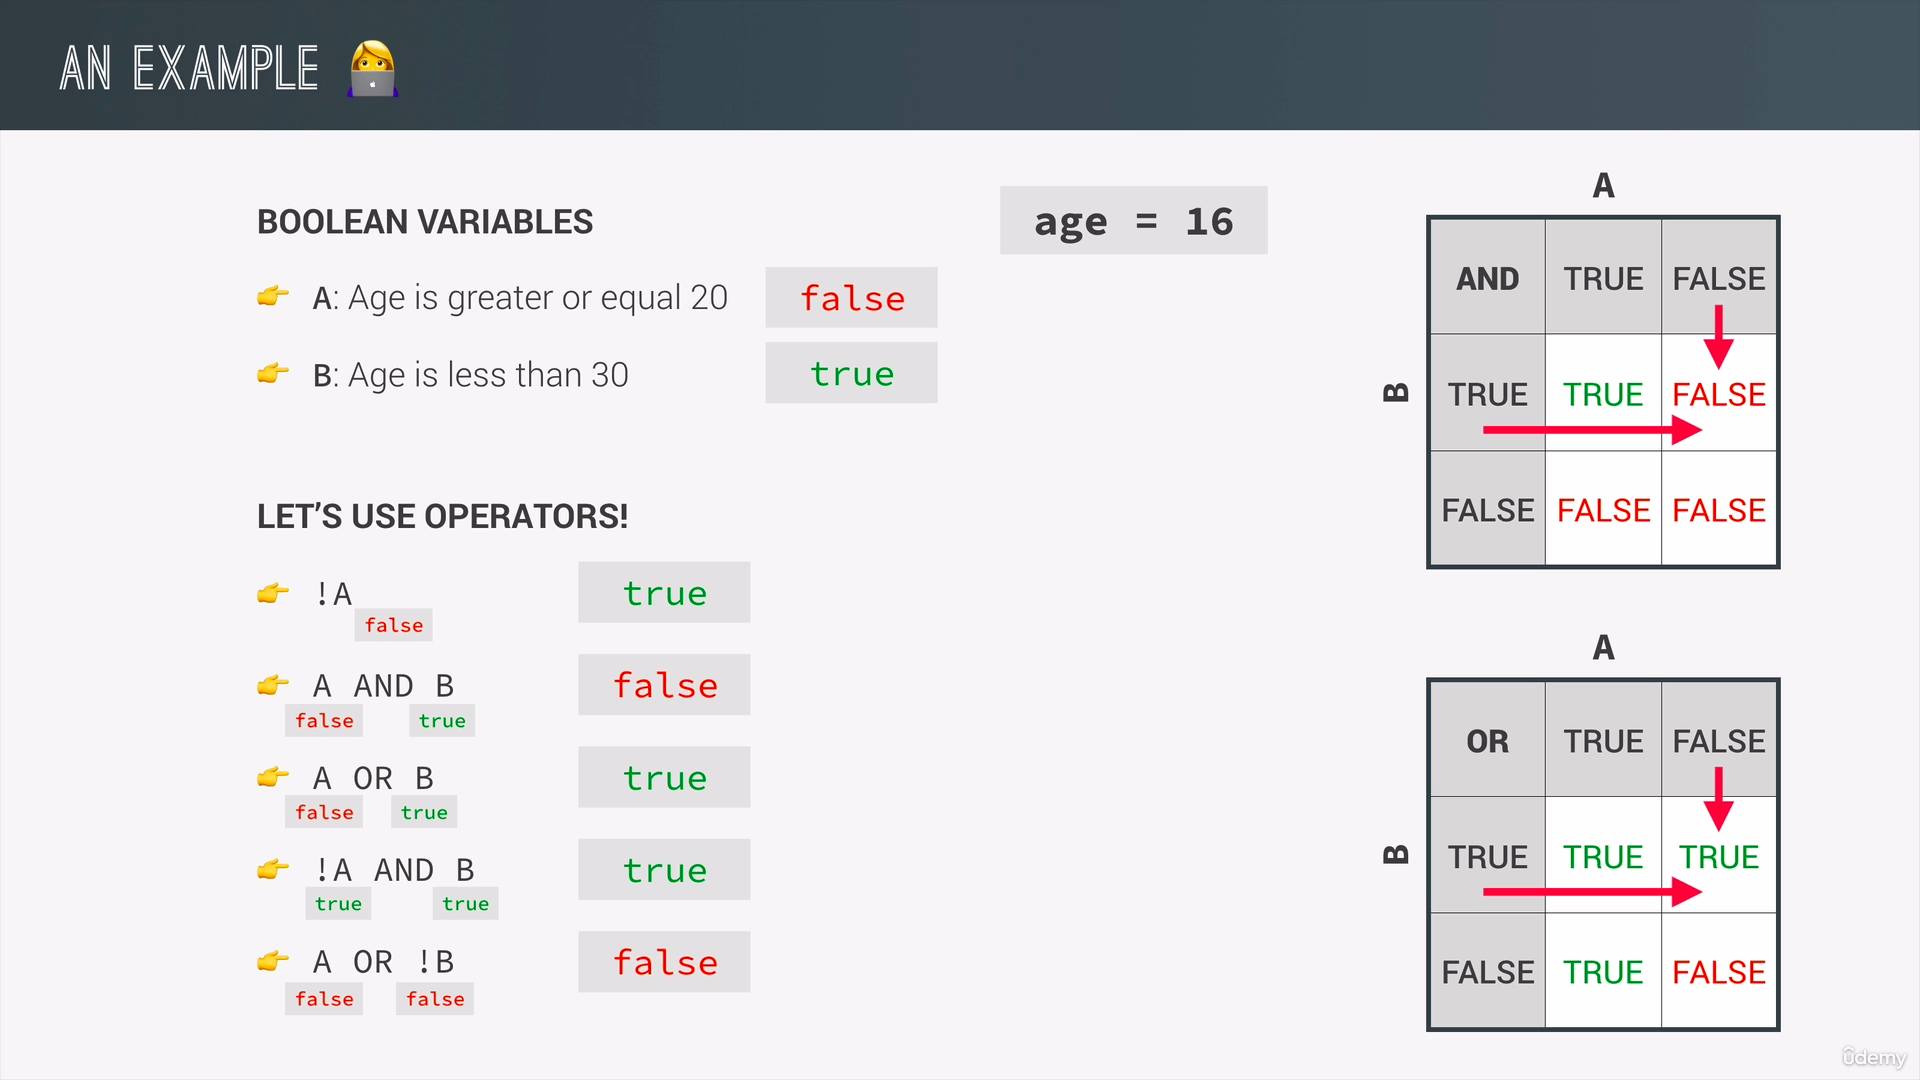 AN EXAMPLE
BOOLEAN VARIABLES
age = 16
A: Age is greater or equal 20 false
B: Age is less than 30 true
LET'S USE OPERATORS!
!A true
false
A AND B false
false true
A OR B true
false true
!A AND B true
true true
A OR !B false
false false
A
AND TRUE FALSE
B TRUE TRUE FALSE
FALSE FALSE FALSE
A
OR TRUE FALSE
B TRUE TRUE TRUE
FALSE TRUE FALSE
ûdemy